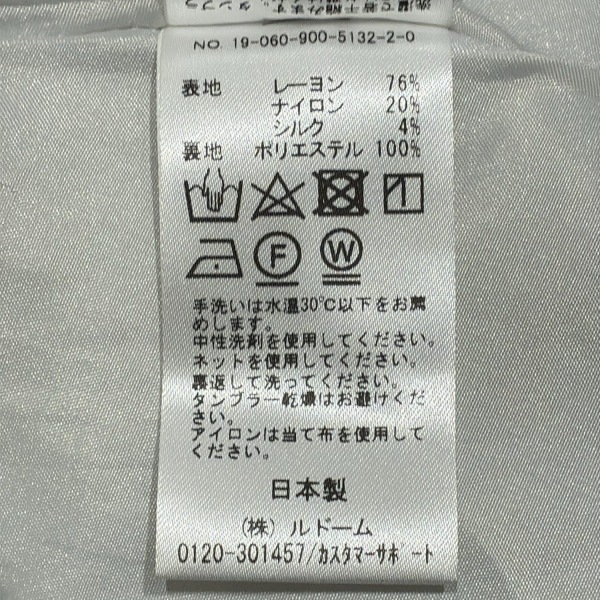 NO. 19-060-900-5132-2-0
表地 レーヨン 76%
ナイロン 20%
シルク 4%
裏地 ポリエステル 100%
F W
手洗いは水温30℃以下をお薦
めします。
中性洗剤を使用してください。
ネットを使用してください。
裏返して洗ってください。
タンブラー乾燥はお避けくだ
さい。
アイロンは当て布を使用して
ください。
日本製
(株) ルドーム
0120-301457/カスタマーサポート